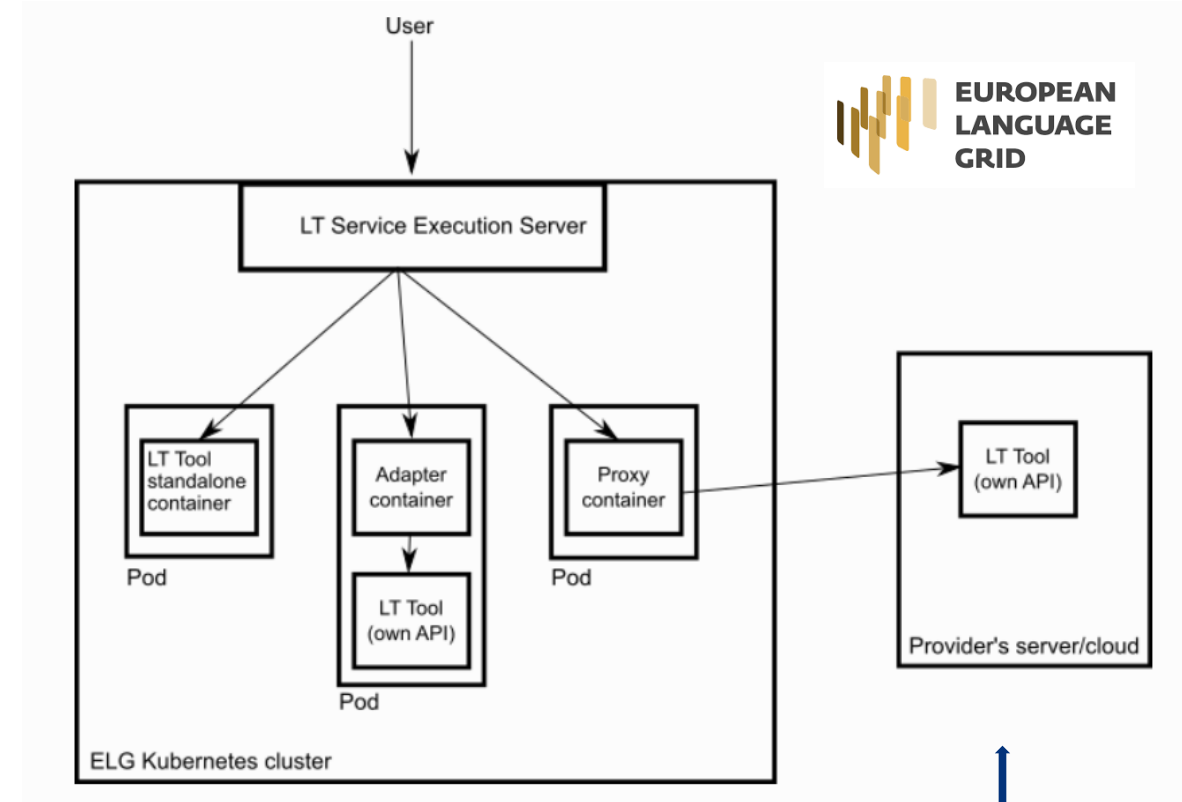 User
EUROPEAN
LANGUAGE
GRID
LT Service Execution Server
LT Tool
standalone
container
Pod
Adapter
container
LT Tool
(own API)
Pod
Proxy
container
Pod
LT Tool
(own API)
Provider's server/cloud
ELG Kubernetes cluster